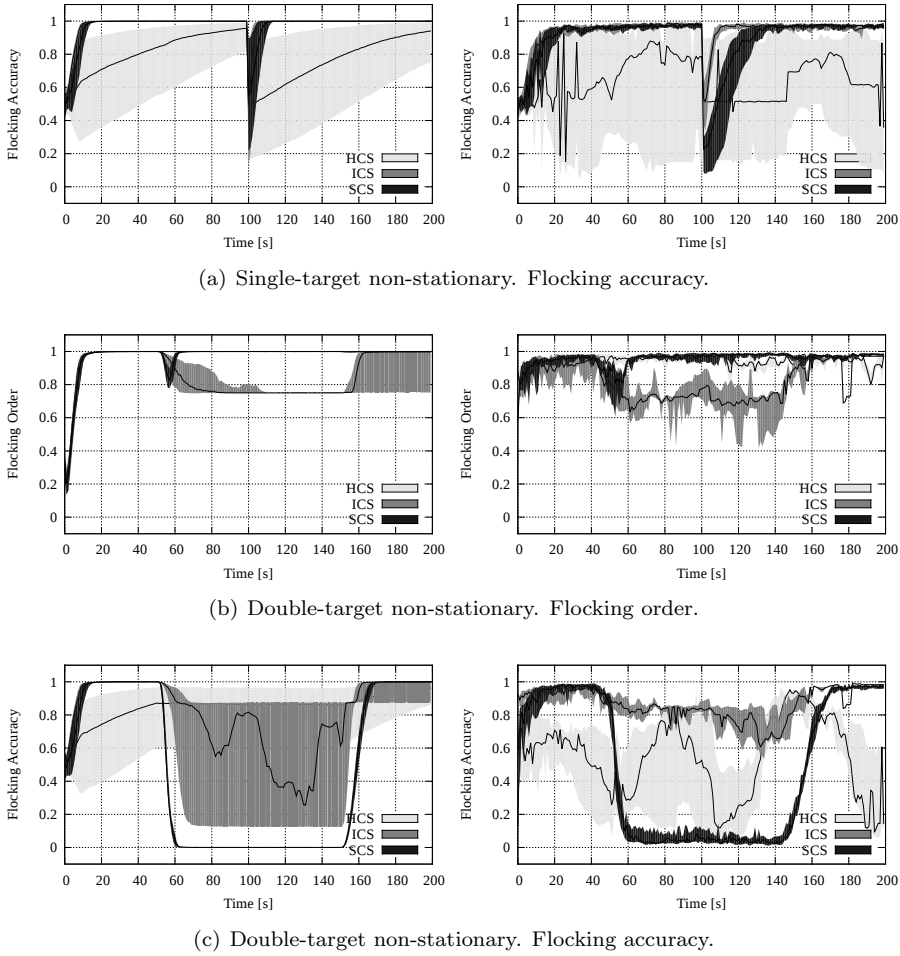 1
0.8
0.6
0.4
0.2
0
Flocking Accuracy
HCS
ICS
SCS
0 20 40 60 80 100 120 140 160 180 200
Time [s]
1
0.8
0.6
0.4
0.2
0
Flocking Accuracy
HCS
ICS
SCS
0 20 40 60 80 100 120 140 160 180 200
Time [s]
(a) Single-target non-stationary. Flocking accuracy.
1
0.8
0.6
0.4
0.2
0
Flocking Order
HCS
ICS
SCS
0 20 40 60 80 100 120 140 160 180 200
Time [s]
1
0.8
0.6
0.4
0.2
0
Flocking Order
HCS
ICS
SCS
0 20 40 60 80 100 120 140 160 180 200
Time [s]
(b) Double-target non-stationary. Flocking order.
1
0.8
0.6
0.4
0.2
0
Flocking Accuracy
HCS
ICS
SCS
0 20 40 60 80 100 120 140 160 180 200
Time [s]
1
0.8
0.6
0.4
0.2
0
Flocking Accuracy
HCS
ICS
SCS
0 20 40 60 80 100 120 140 160 180 200
Time [s]
(c) Double-target non-stationary. Flocking accuracy.